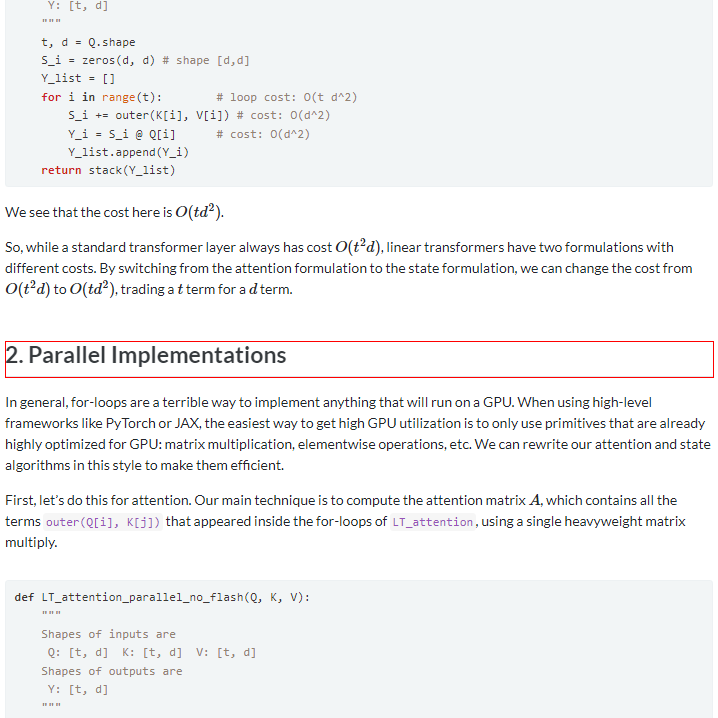 Y: [t, d]
"""
t, d = Q.shape
S_i = zeros(d, d) # shape [d,d]
Y_list = []
for i in range(t):        # loop cost: O(t d^2)
S_i += outer(K[i], V[i]) # cost: O(d^2)
Y_i = S_i @ Q[i]      # cost: O(d^2)
Y_list.append(Y_i)
return stack(Y_list)
We see that the cost here is O(td²).
So, while a standard transformer layer always has cost O(t²d), linear transformers have two formulations with
different costs. By switching from the attention formulation to the state formulation, we can change the cost from
O(t²d) to O(td²), trading a t term for a d term.
2. Parallel Implementations
In general, for-loops are a terrible way to implement anything that will run on a GPU. When using high-level
frameworks like PyTorch or JAX, the easiest way to get high GPU utilization is to only use primitives that are already
highly optimized for GPU: matrix multiplication, elementwise operations, etc. We can rewrite our attention and state
algorithms in this style to make them efficient.
First, let's do this for attention. Our main technique is to compute the attention matrix A, which contains all the
terms outer(Q[i], K[j]) that appeared inside the for-loops of LT_attention, using a single heavyweight matrix
multiply.
def LT_attention_parallel_no_flash(Q, K, V):
"""
Shapes of inputs are
Q: [t, d]  K: [t, d]  V: [t, d]
Shapes of outputs are
Y: [t, d]
"""